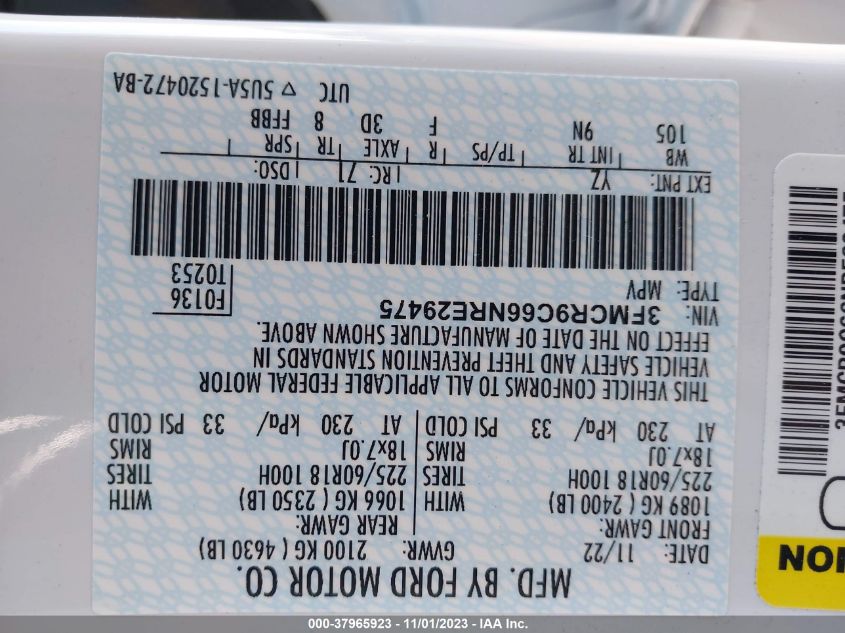 MFD. BY FORD MOTOR CO.
DATE: 11/22 GVWR: 2100 KG ( 4630 LB)
FRONT GAWR: REAR GAWR:
1089 KG ( 2400 LB) WITH 1066 KG ( 2350 LB) WITH
225/60R18 100H TIRES 225/60R18 100H TIRES
18x7.0J RIMS 18x7.0J RIMS
AT 230 kPa/ 33 PSI COLD AT 230 kPa/ 33 PSI COLD
THIS VEHICLE CONFORMS TO ALL APPLICABLE FEDERAL MOTOR
VEHICLE SAFETY AND THEFT PREVENTION STANDARDS IN
EFFECT ON THE DATE OF MANUFACTURE SHOWN ABOVE.
VIN: 3FMCR9C66NRE29475 F0136
TYPE: MPV T0253
EXT PNT: YZ RC: 71 DSO:
WB INT TR TP/PS R AXLE TR SPR
105 9N F 3D 8 FFBB
UTC ▽ 5U5A-1520472-BA
000-37965923 - 11/01/2023 - IAA Inc.